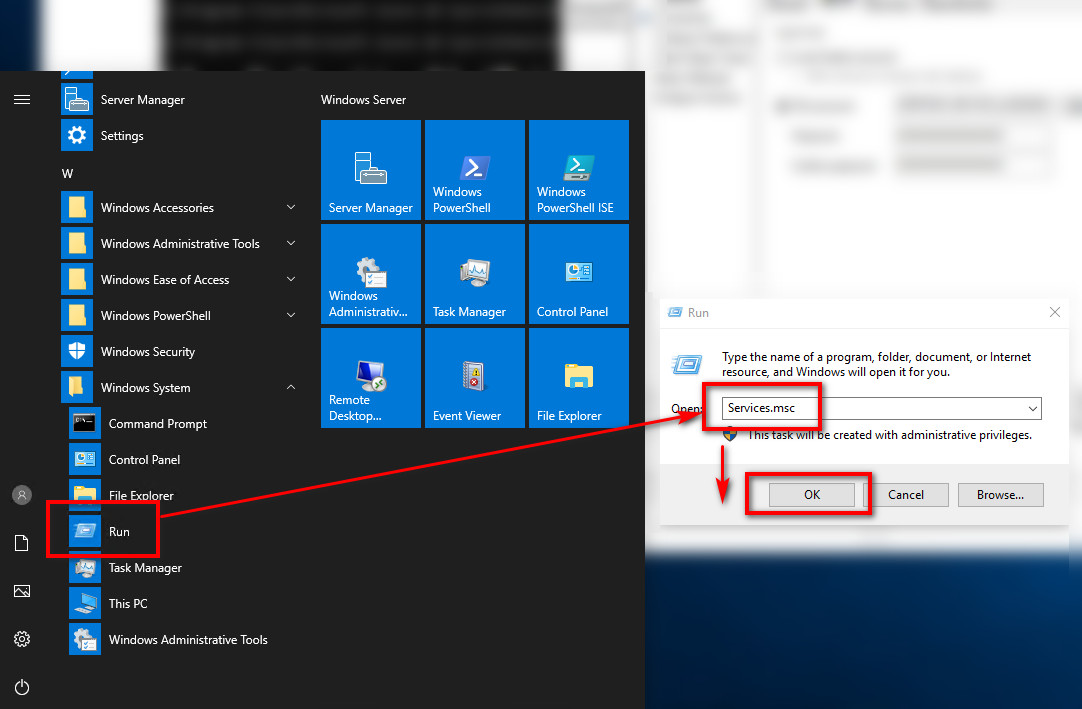 Server Manager
Settings
W
Windows Accessories
Windows Administrative Tools
Windows Ease of Access
Windows PowerShell
Windows Security
Windows System
Command Prompt
Control Panel
File Explorer
Run
Task Manager
This PC
Windows Administrative Tools
Windows Server
Server Manager
Windows
PowerShell
Windows
PowerShell ISE
Windows
Administrativ...
Task Manager
Control Panel
Remote
Desktop...
Event Viewer
File Explorer
Run
Type the name of a program, folder, document, or Internet
resource, and Windows will open it for you.
Open: Services.msc
This task will be created with administrative privileges.
OK Cancel Browse...